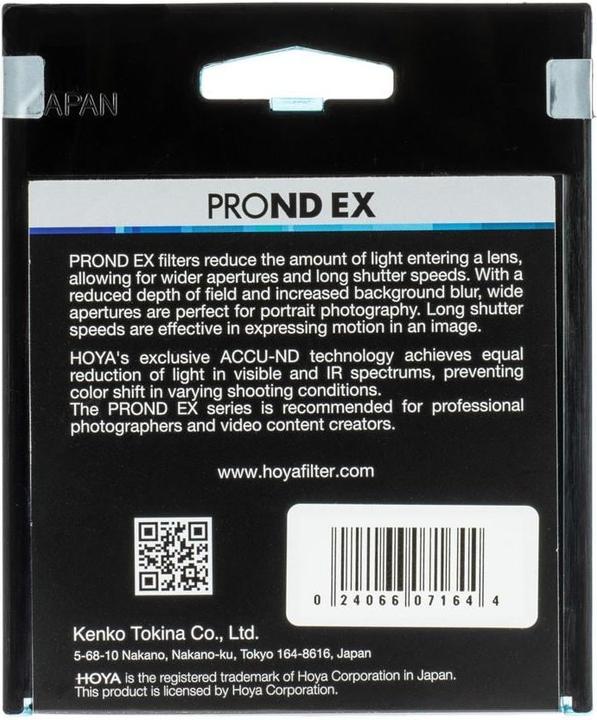 JAPAN
PROND EX
PROND EX filters reduce the amount of light entering a lens,
allowing for wider apertures and long shutter speeds. With a
reduced depth of field and increased background blur, wide
apertures are perfect for portrait photography. Long shutter
speeds are effective in expressing motion in an image.
HOYA's exclusive ACCU-ND technology achieves equal
reduction of light in visible and IR spectrums, preventing
color shift in varying shooting conditions.
The PROND EX series is recommended for professional
photographers and video content creators.
www.hoyafilter.com
0 24066 07164 4
Kenko Tokina Co., Ltd.
5-68-10 Nakano, Nakano-ku, Tokyo 164-8616, Japan
HOYA is the registered trademark of Hoya Corporation in Japan.
This product is licensed by Hoya Corporation.